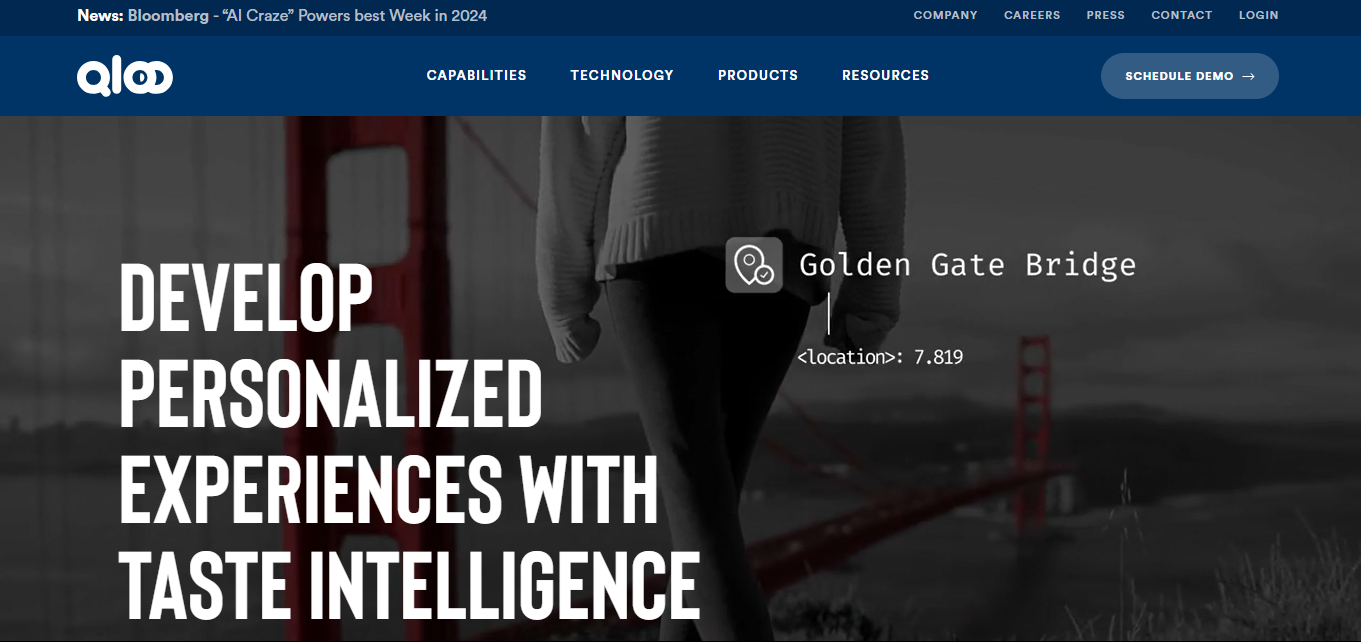 News: Bloomberg - “AI Craze” Powers best Week in 2024
COMPANY CAREERS PRESS CONTACT LOGIN
qloo
CAPABILITIES TECHNOLOGY PRODUCTS RESOURCES
SCHEDULE DEMO →
Golden Gate Bridge
<location>: 7.819
DEVELOP
PERSONALIZED
EXPERIENCES WITH
TASTE INTELLIGENCE